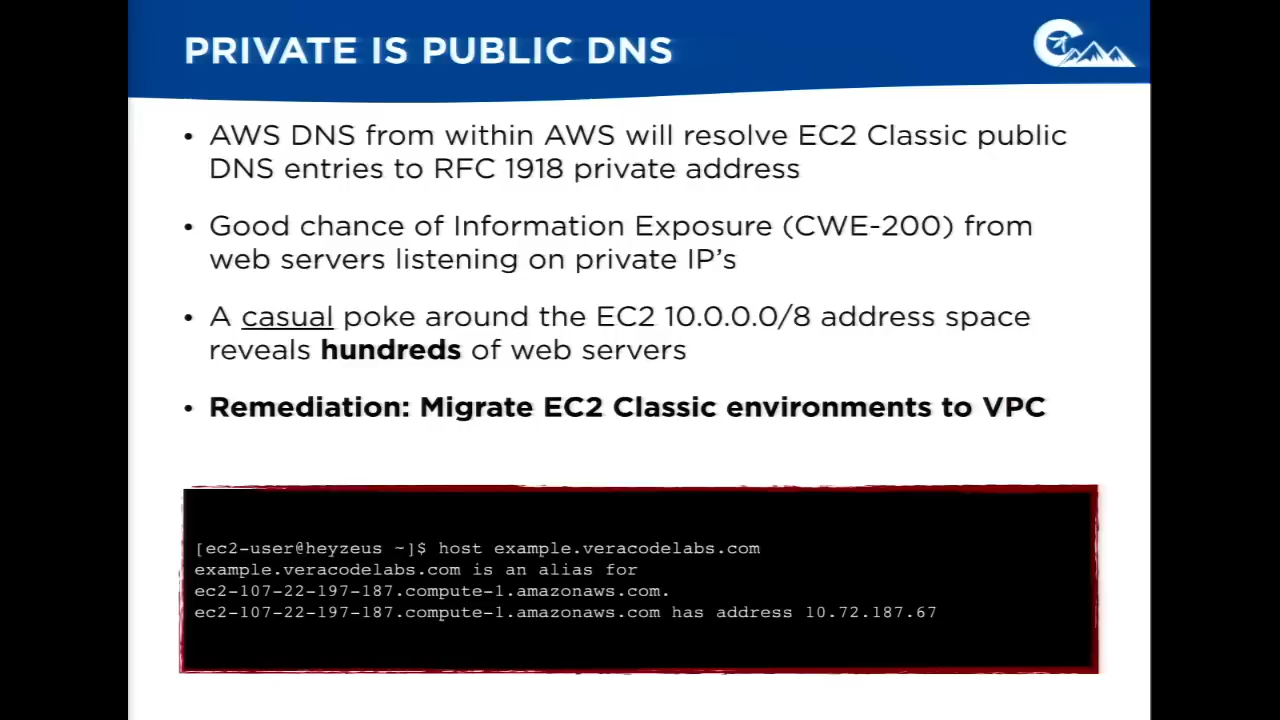 PRIVATE IS PUBLIC DNS
• AWS DNS from within AWS will resolve EC2 Classic public
DNS entries to RFC 1918 private address
• Good chance of Information Exposure (CWE-200) from
web servers listening on private IP's
• A casual poke around the EC2 10.0.0.0/8 address space
reveals hundreds of web servers
• Remediation: Migrate EC2 Classic environments to VPC
[ec2-user@heyzeus ~]$ host example.veracodelabs.com
example.veracodelabs.com is an alias for
ec2-107-22-197-187.compute-1.amazonaws.com.
ec2-107-22-197-187.compute-1.amazonaws.com has address 10.72.187.67